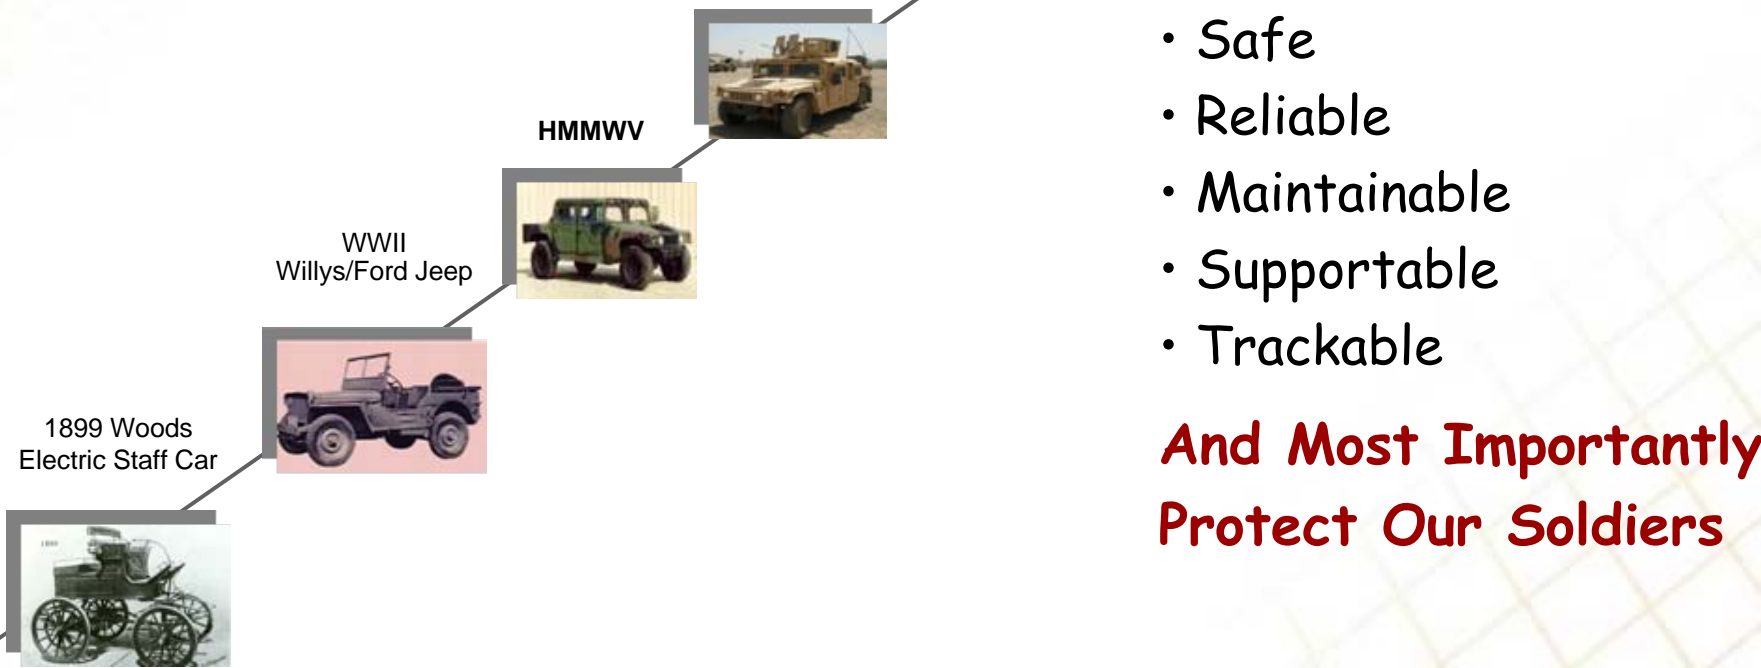 HMMWV
WWII
Willys/Ford Jeep
1899 Woods
Electric Staff Car
• Safe
• Reliable
• Maintainable
• Supportable
• Trackable
And Most Importantly
Protect Our Soldiers